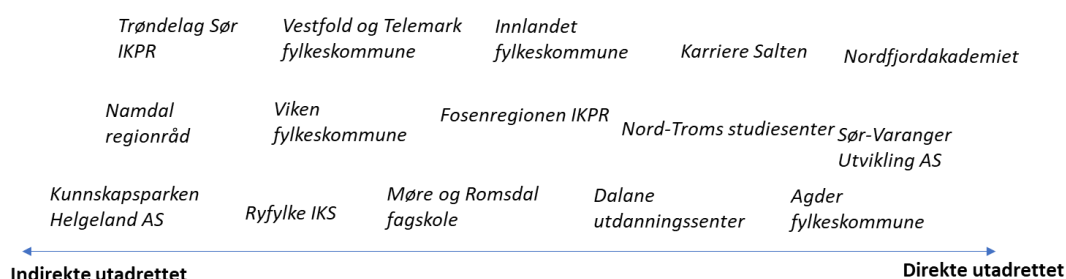 Trøndelag Sør
IKPR
Vestfold og Telemark
fylkeskommune
Innlandet
fylkeskommune
Karriere Salten
Nordfjordakademiet
Namdal
regionråd
Viken
fylkeskommune
Fosenregionen IKPR
Nord-Troms studiesenter
Sør-Varanger
Utvikling AS
Kunnskapsparken
Helgeland AS
Ryfylke IKS
Møre og Romsdal
fagskole
Dalane
utdanningssenter
Agder
fylkeskommune
Indirekte utadrettet
Direkte utadrettet